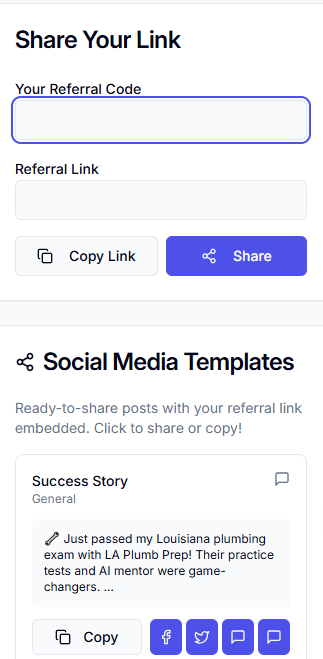 Share Your Link
Your Referral Code
Referral Link
Copy Link
Share
Social Media Templates
Ready-to-share posts with your referral link
embedded. Click to share or copy!
Success Story
General
🔧 Just passed my Louisiana plumbing
exam with LA Plumb Prep! Their practice
tests and AI mentor were game-
changers. ...
Copy